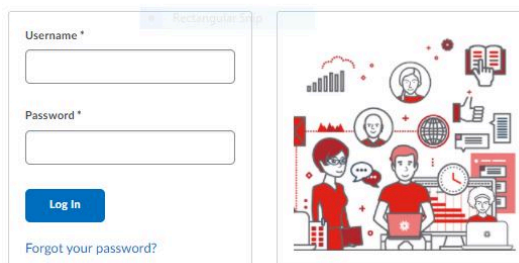 Rectangular Snip
Username *
Password *
Log In
Forgot your password?